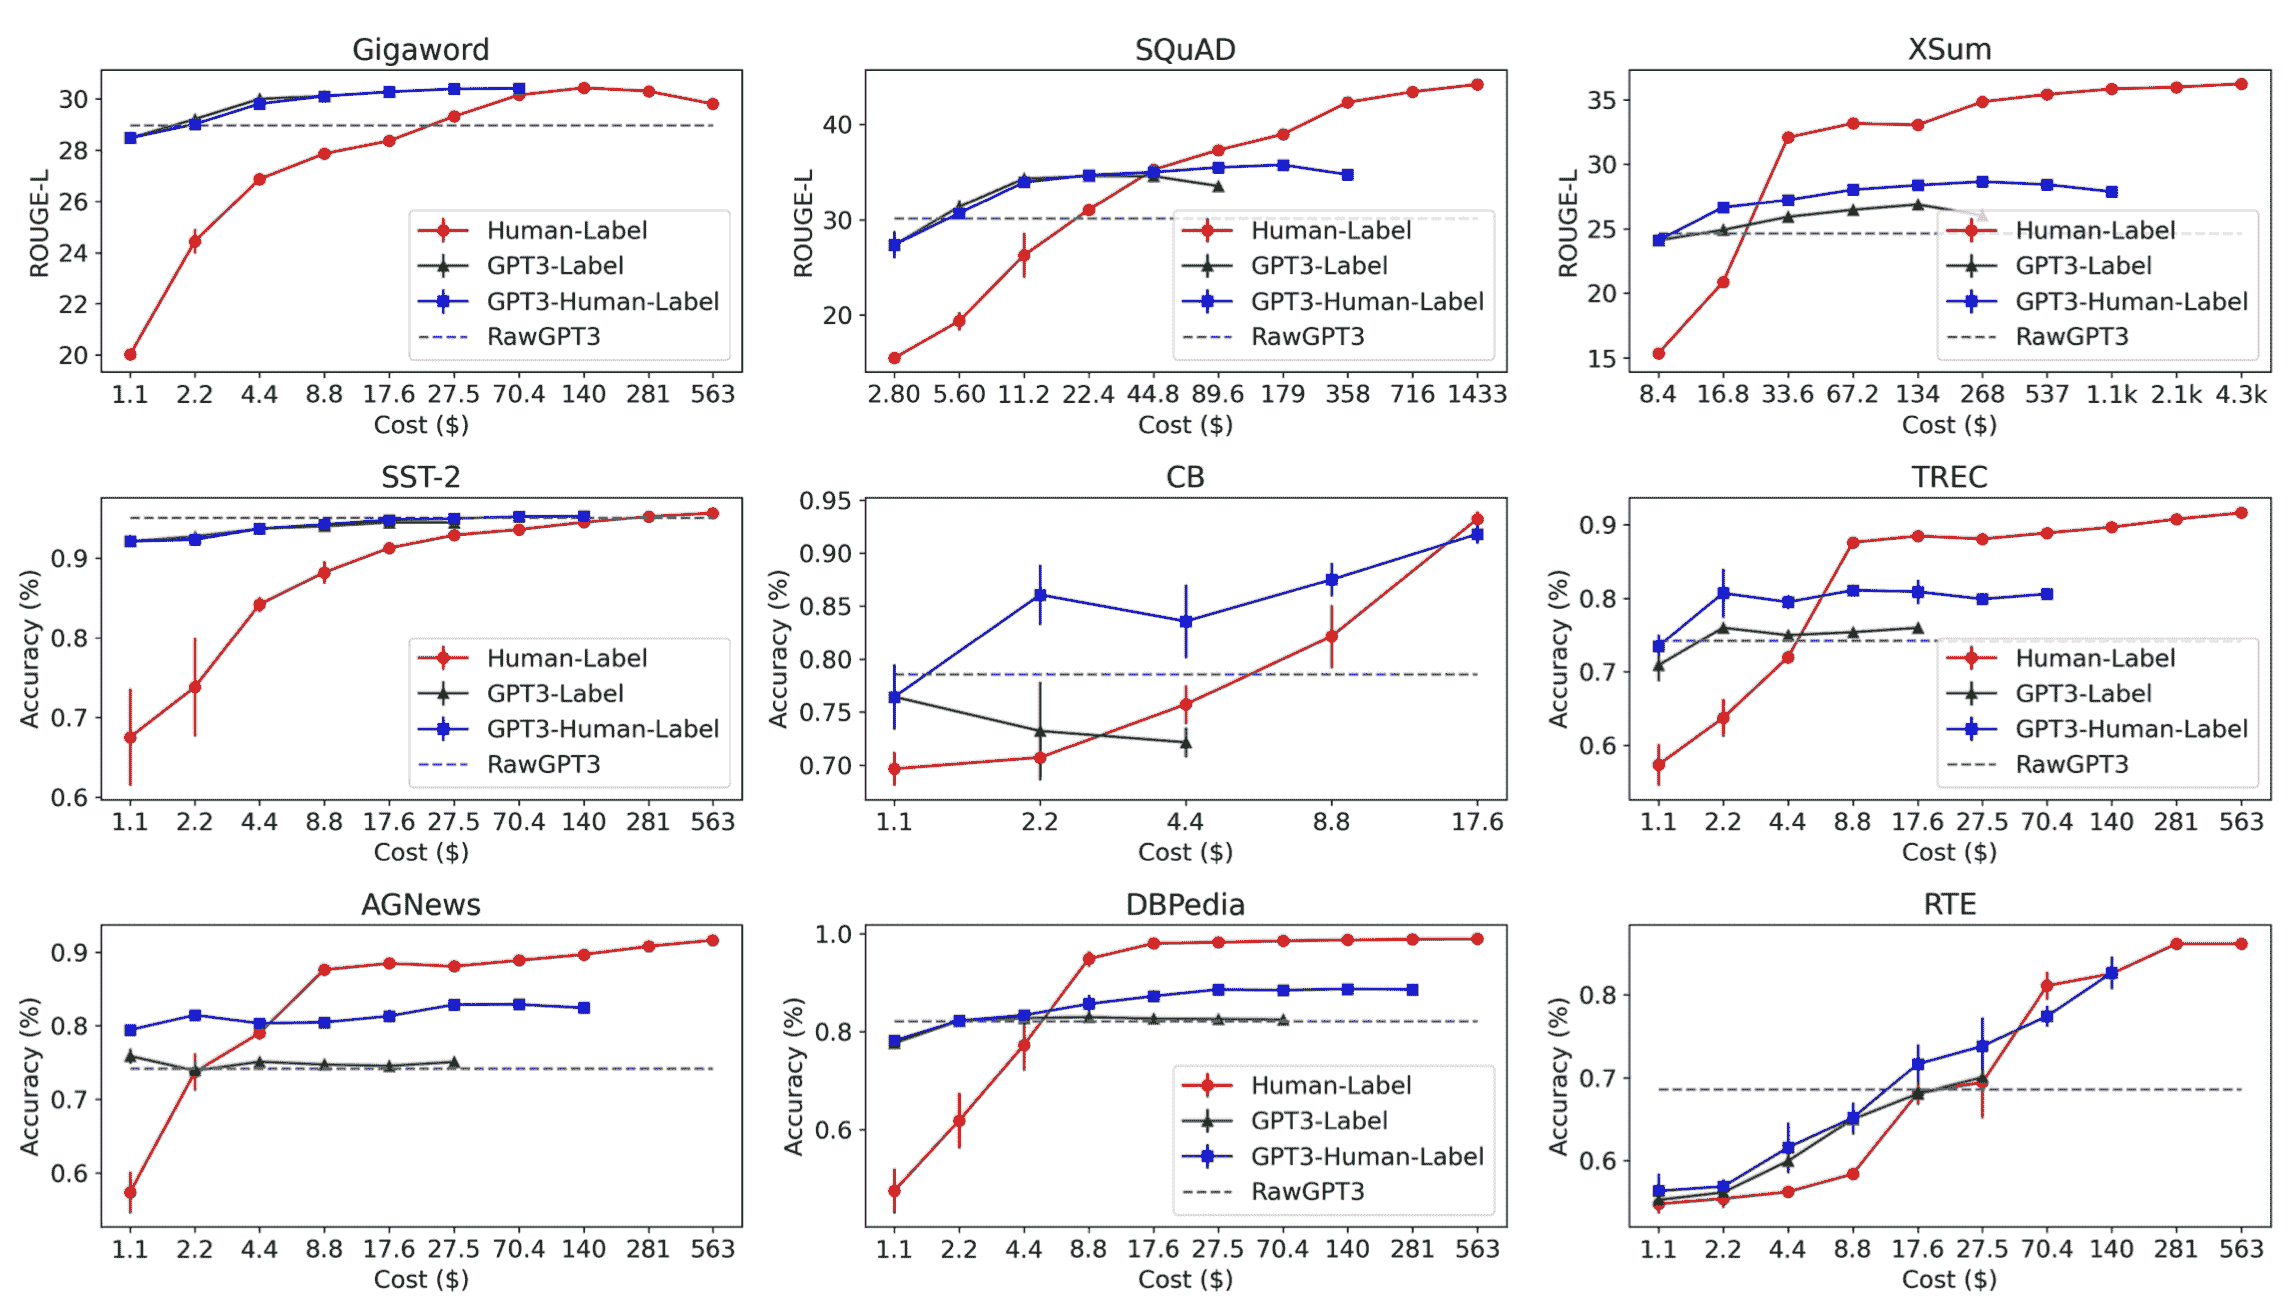 Gigaword
ROUGE-L
30
28
26
24
22
20
Human-Label
GPT3-Label
GPT3-Human-Label
RawGPT3
1.1 2.2 4.4 8.8 17.6 27.5 70.4 140 281 563
Cost ($)
SQuAD
ROUGE-L
40
30
20
Human-Label
GPT3-Label
GPT3-Human-Label
RawGPT3
2.80 5.60 11.2 22.4 44.8 89.6 179 358 716 1433
Cost ($)
XSum
ROUGE-L
35
30
25
20
15
Human-Label
GPT3-Label
GPT3-Human-Label
RawGPT3
8.4 16.8 33.6 67.2 134 268 537 1.1k 2.1k 4.3k
Cost ($)
SST-2
Accuracy (%)
0.9
0.8
0.7
0.6
Human-Label
GPT3-Label
GPT3-Human-Label
RawGPT3
1.1 2.2 4.4 8.8 17.6 27.5 70.4 140 281 563
Cost ($)
CB
Accuracy (%)
0.95
0.90
0.85
0.80
0.75
0.70
1.1 2.2 4.4 8.8 17.6
Cost ($)
TREC
Accuracy (%)
0.9
0.8
0.7
0.6
Human-Label
GPT3-Label
GPT3-Human-Label
RawGPT3
1.1 2.2 4.4 8.8 17.6 27.5 70.4 140 281 563
Cost ($)
AGNews
Accuracy (%)
0.9
0.8
0.7
0.6
1.1 2.2 4.4 8.8 17.6 27.5 70.4 140 281 563
Cost ($)
DBPedia
Accuracy (%)
1.0
0.8
0.6
Human-Label
GPT3-Label
GPT3-Human-Label
RawGPT3
1.1 2.2 4.4 8.8 17.6 27.5 70.4 140 281 563
Cost ($)
RTE
Accuracy (%)
0.8
0.7
0.6
1.1 2.2 4.4 8.8 17.6 27.5 70.4 140 281 563
Cost ($)